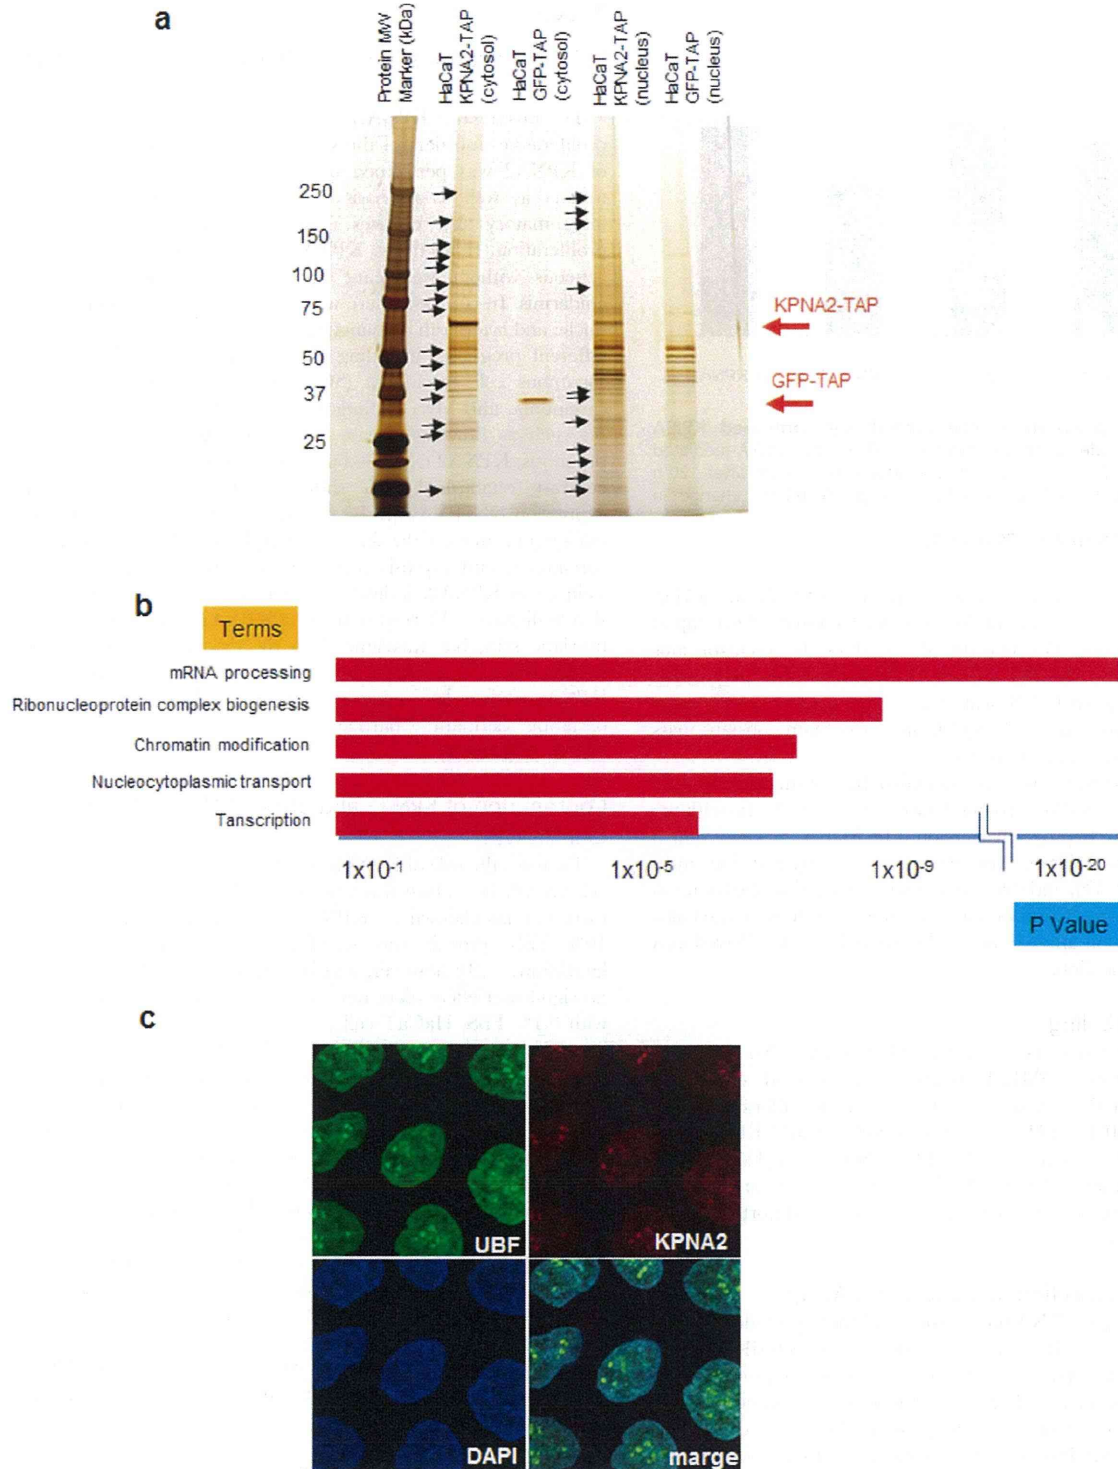 a
Protein MW
Marker (kDa)
HaCaT
KPNA2-TAP
(cytosol)
HaCaT
GFP-TAP
(cytosol)
HaCaT
KPNA2-TAP
(nucleus)
HaCaT
GFP-TAP
(nucleus)
250
150
100
75
50
37
25
KPNA2-TAP
GFP-TAP
b
Terms
mRNA processing
Ribonucleoprotein complex biogenesis
Chromatin modification
Nucleocytoplasmic transport
Tanscription
1x10-1
1x10-5
1x10-9
1x10-20
P Value
c
UBF
KPNA2
DAPI
marge